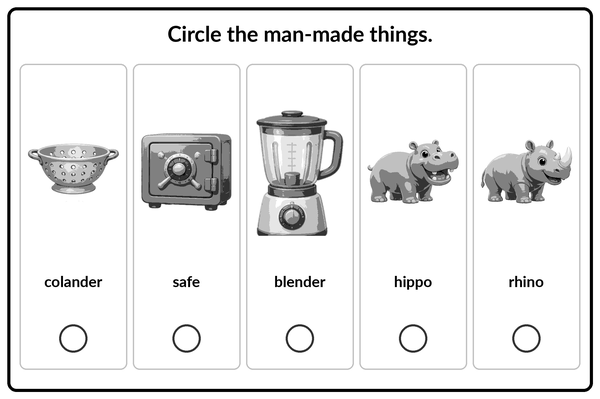 Circle the man-made things.
colander
safe
blender
hippo
rhino